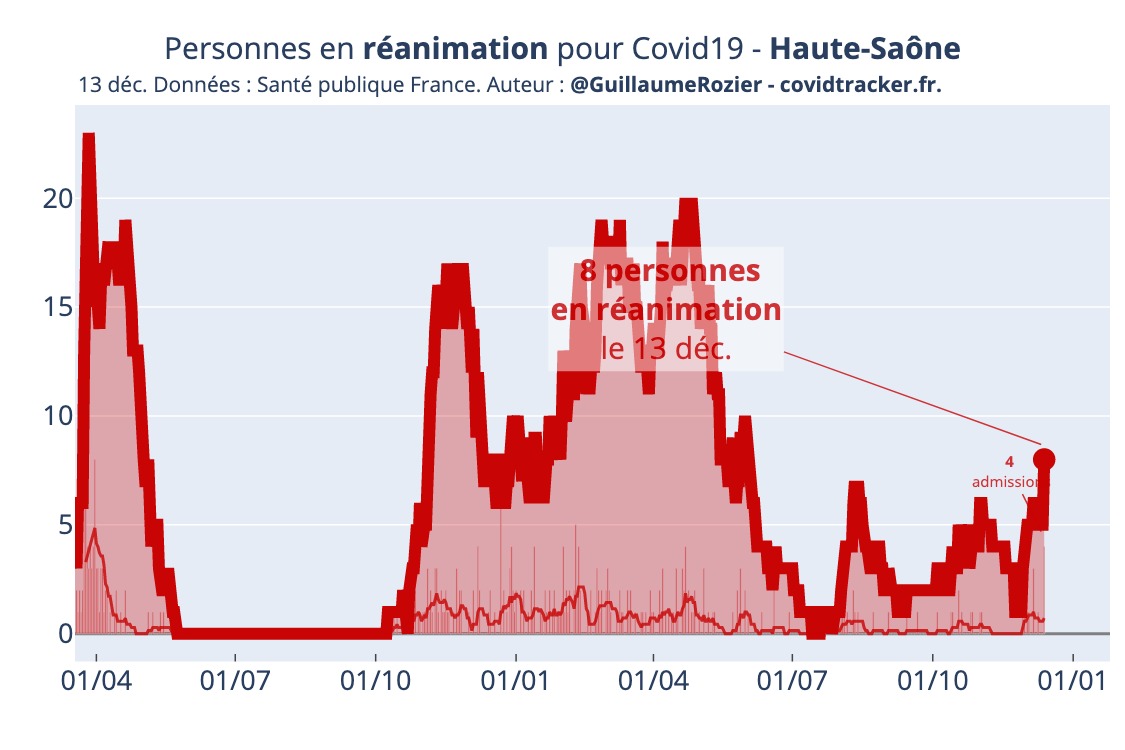 Personnes en réanimation pour Covid19 - Haute-Saône
13 déc. Données : Santé publique France. Auteur : @GuillaumeRozier - covidtracker.fr.
20
15
10
5
0
8 personnes
en réanimation
le 13 déc.
4
admissions
01/04
01/07
01/10
01/01
01/04
01/07
01/10
01/01